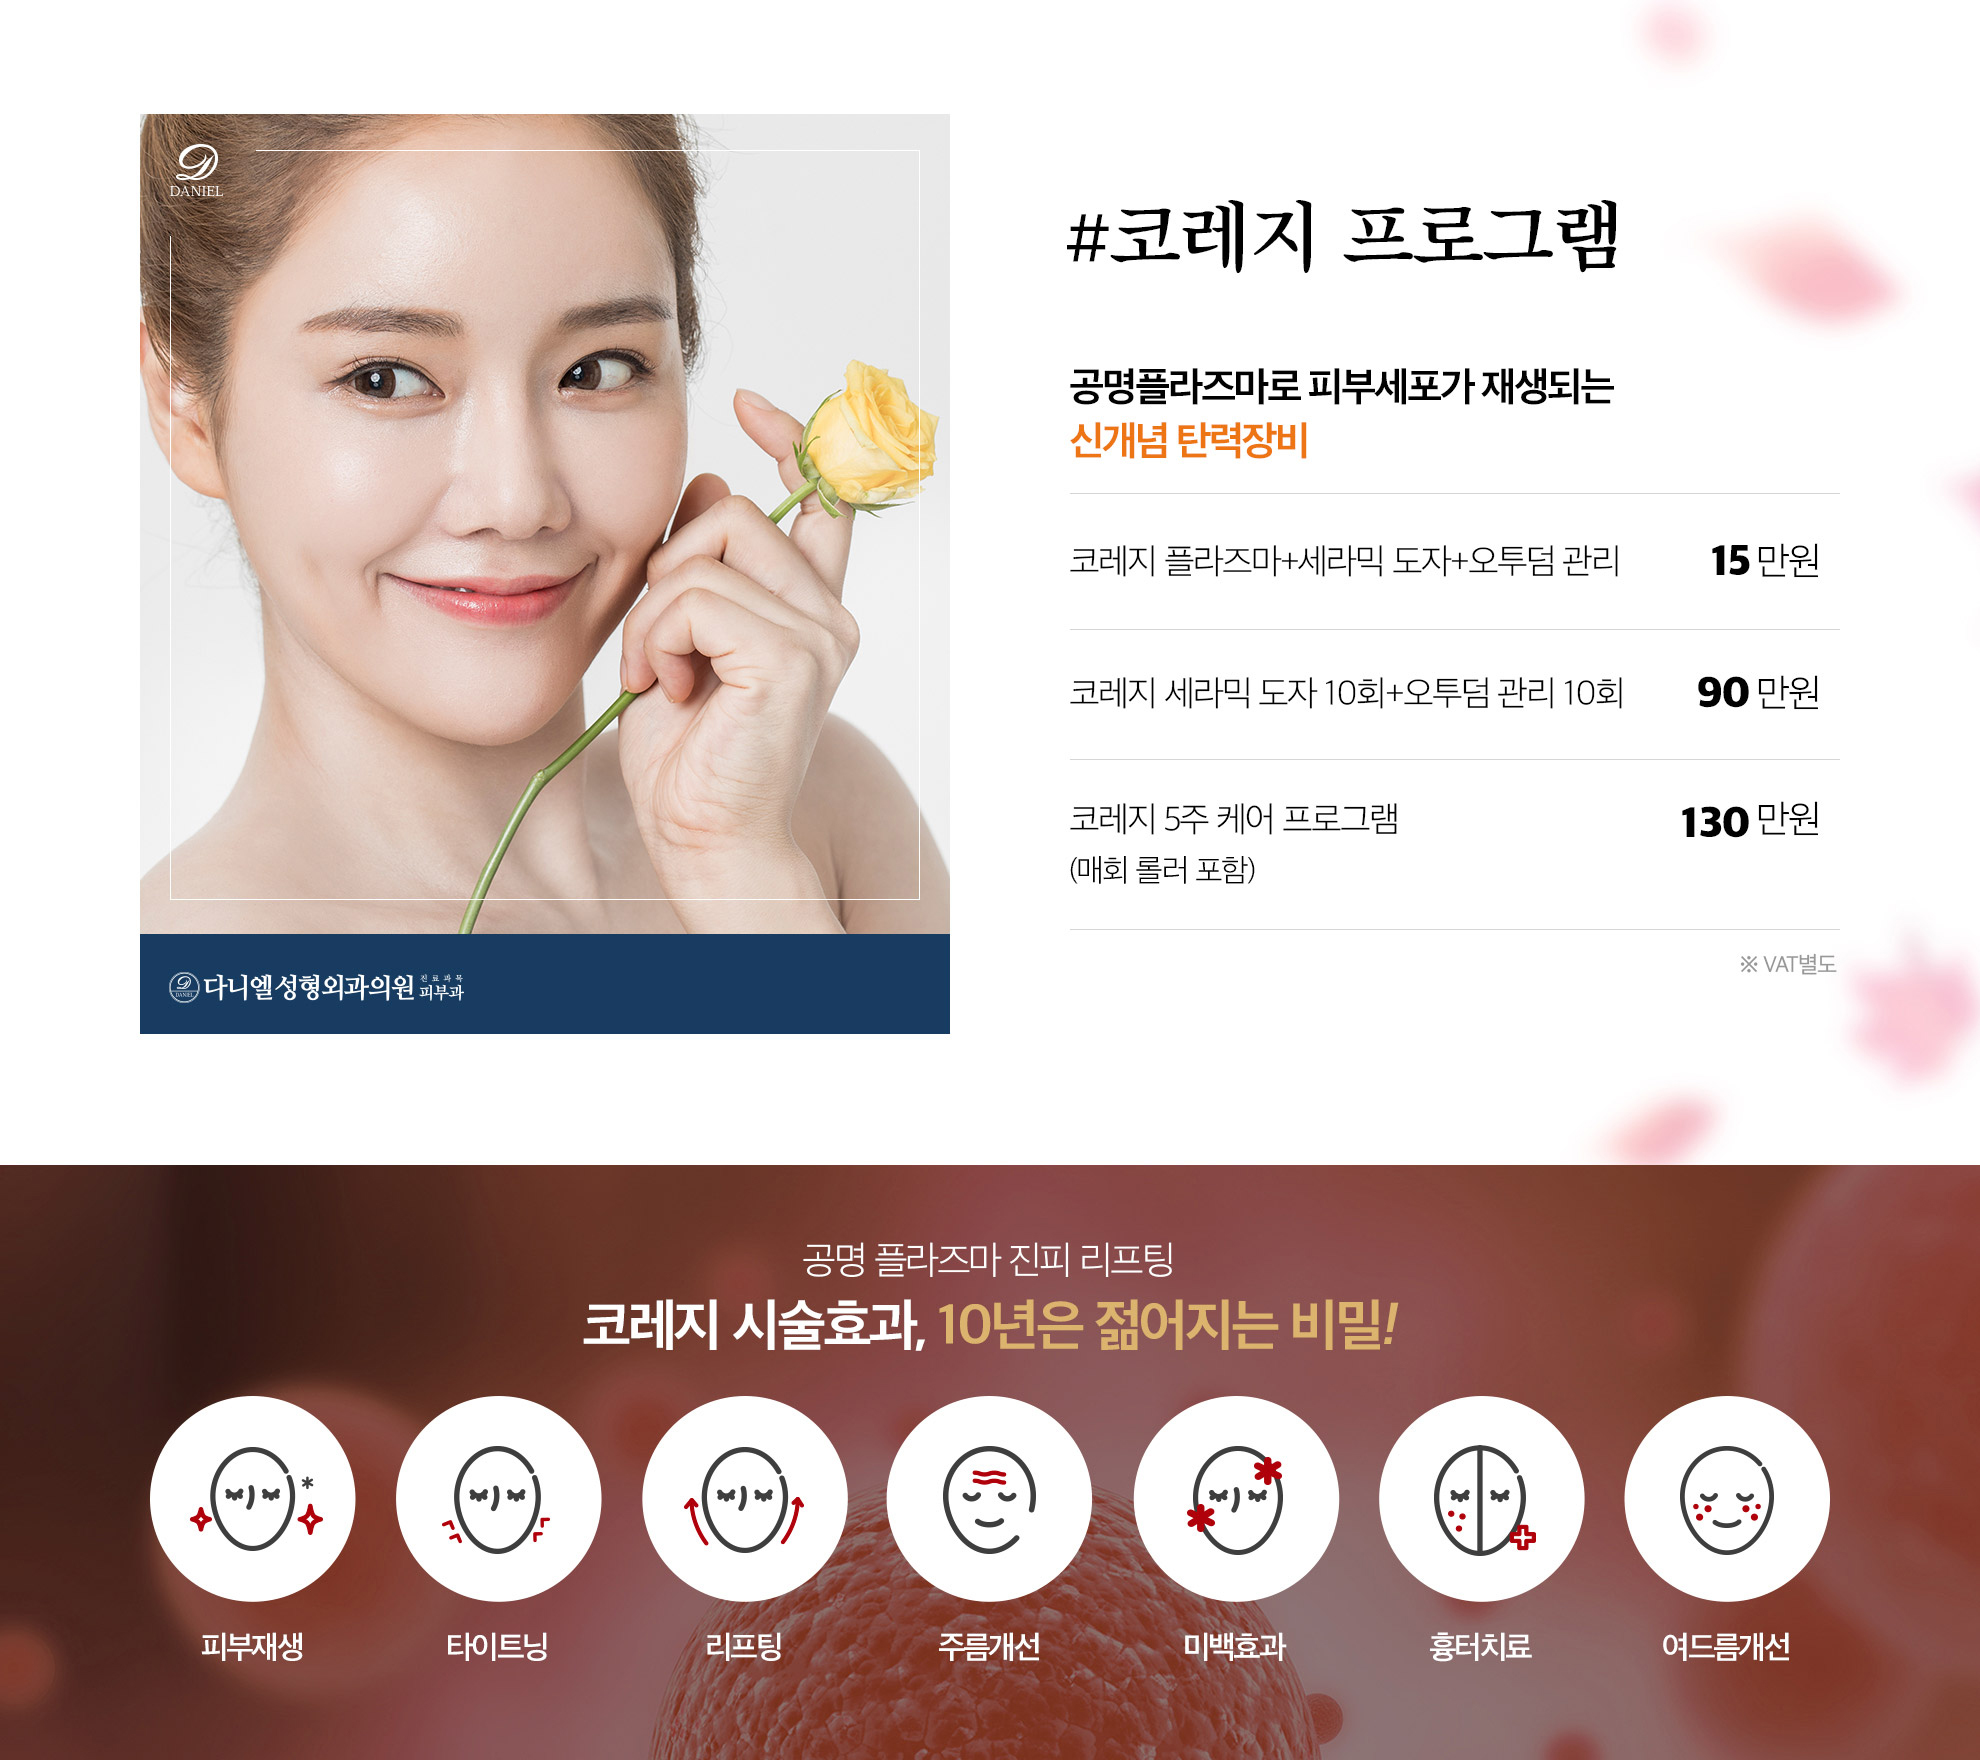 DANIEL
#코레지 프로그램
공명플라즈마로 피부세포가 재생되는
신개념 탄력장비
코레지 플라즈마+세라믹 도자+오투덤 관리 15 만원
코레지 세라믹 도자 10회+오투덤 관리 10회 90 만원
코레지 5주 케어 프로그램 130 만원
(매회 롤러 포함)
※ VAT별도
DANIEL 다니엘성형외과의원 진료과목 피부과
공명 플라즈마 진피 리프팅
코레지 시술효과, 10년은 젊어지는 비밀!
피부재생 타이트닝 리프팅 주름개선 미백효과 흉터치료 여드름개선